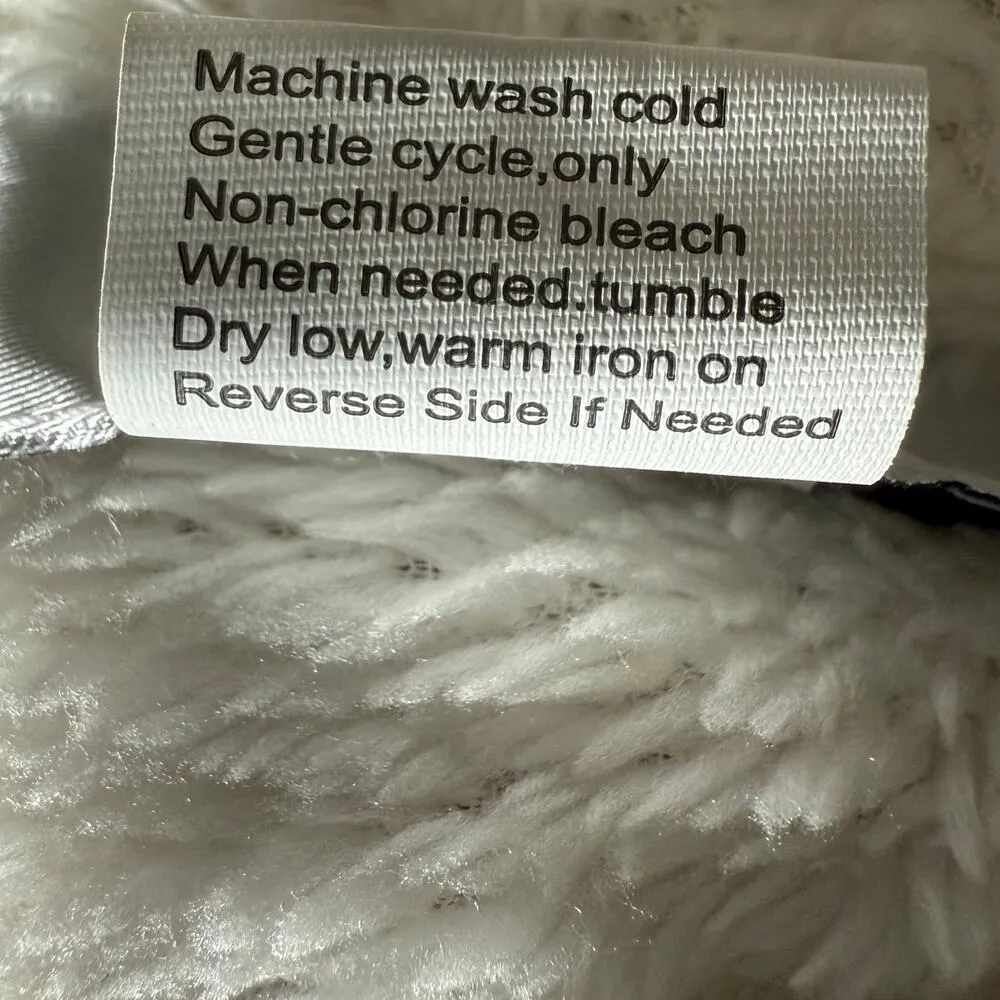 Machine wash cold
Gentle cycle,only
Non-chlorine bleach
When needed.tumble
Dry low,warm iron on
Reverse Side If Needed